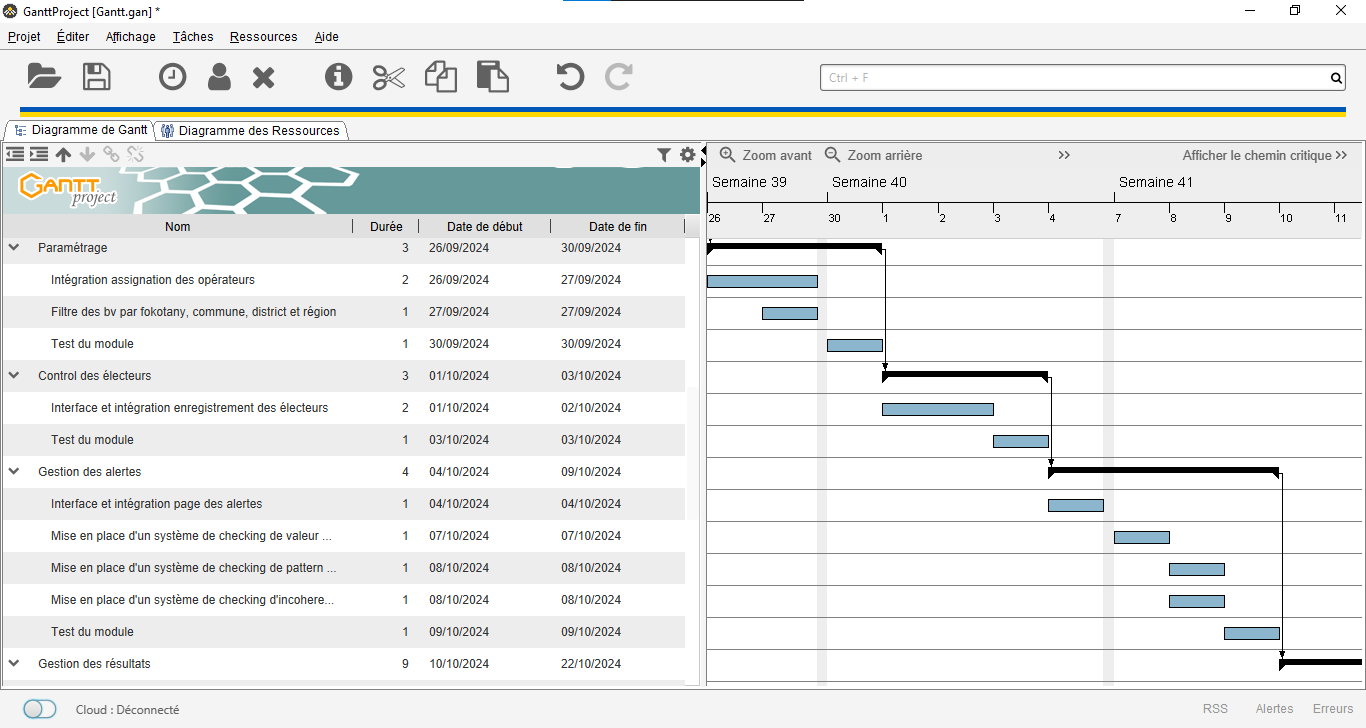 GanttProject [Gantt.gan] *
Projet Éditer Affichage Tâches Ressources Aide
Ctrl + F
Diagramme de Gantt Diagramme des Ressources
Zoom avant Zoom arrière >> Afficher le chemin critique >>
GANTT project
Semaine 39 Semaine 40 Semaine 41
26 27 30 1 2 3 4 7 8 9 10 11
Nom Durée Date de début Date de fin
Paramétrage 3 26/09/2024 30/09/2024
Intégration assignation des opérateurs 2 26/09/2024 27/09/2024
Filtre des bv par fokotany, commune, district et région 1 27/09/2024 27/09/2024
Test du module 1 30/09/2024 30/09/2024
Control des électeurs 3 01/10/2024 03/10/2024
Interface et intégration enregistrement des électeurs 2 01/10/2024 02/10/2024
Test du module 1 03/10/2024 03/10/2024
Gestion des alertes 4 04/10/2024 09/10/2024
Interface et intégration page des alertes 1 04/10/2024 04/10/2024
Mise en place d'un système de checking de valeur ... 1 07/10/2024 07/10/2024
Mise en place d'un système de checking de pattern ... 1 08/10/2024 08/10/2024
Mise en place d'un système de checking d'incohere... 1 08/10/2024 08/10/2024
Test du module 1 09/10/2024 09/10/2024
Gestion des résultats 9 10/10/2024 22/10/2024
Cloud : Déconnecté RSS Alertes Erreurs